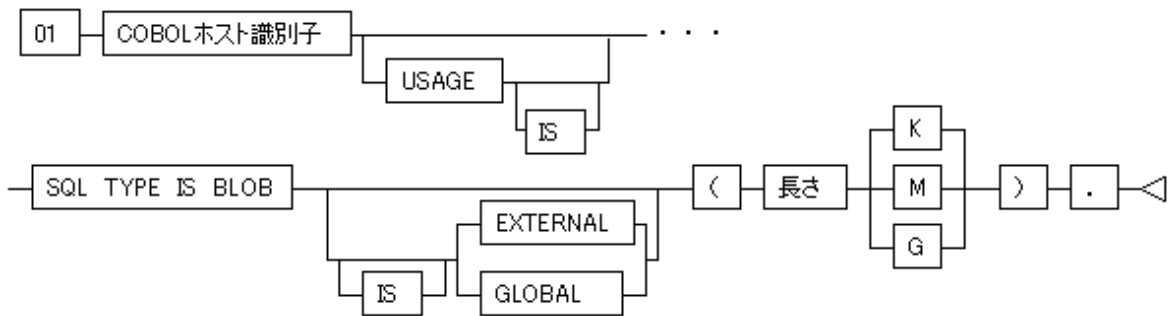 01 COBOLホスト識別子 ・・・
USAGE
IS
SQL TYPE IS BLOB ( 長さ K M G ) .
EXTERNAL
IS GLOBAL